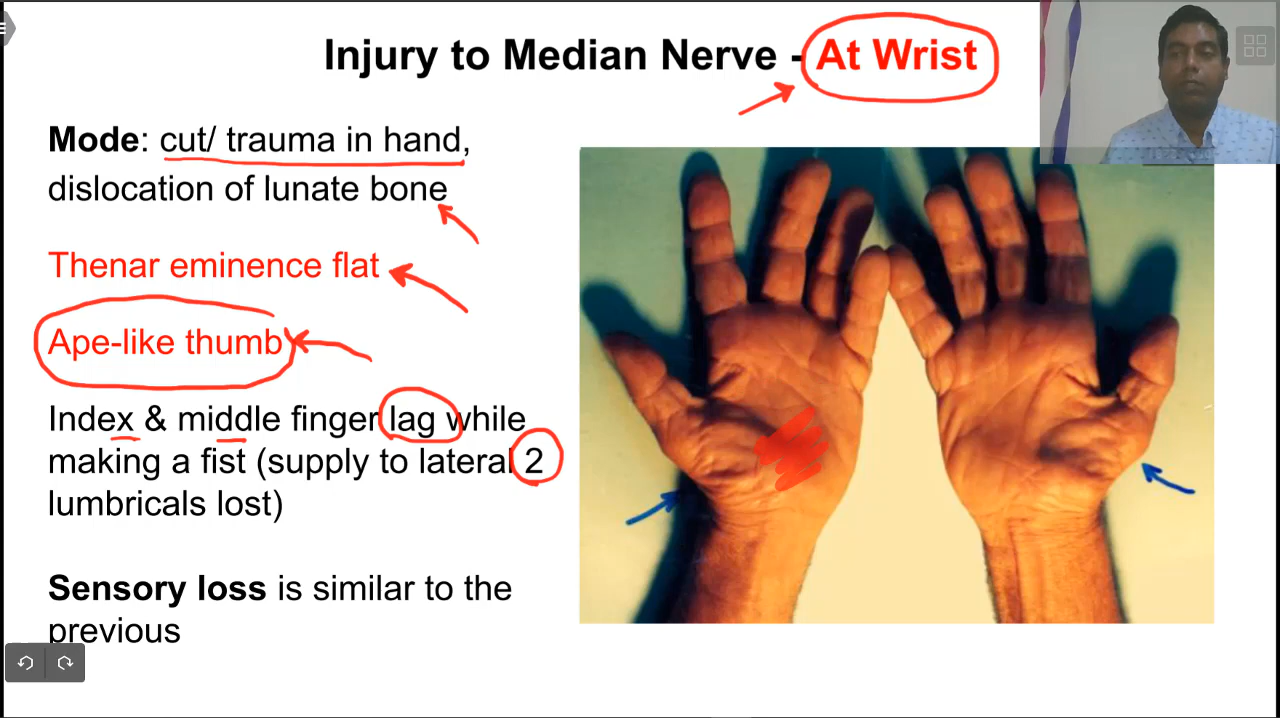 Injury to Median Nerve - At Wrist
Mode: cut/ trauma in hand,
dislocation of lunate bone
Thenar eminence flat
Ape-like thumb
Index & middle finger lag while
making a fist (supply to lateral 2
lumbricals lost)
Sensory loss is similar to the
previous